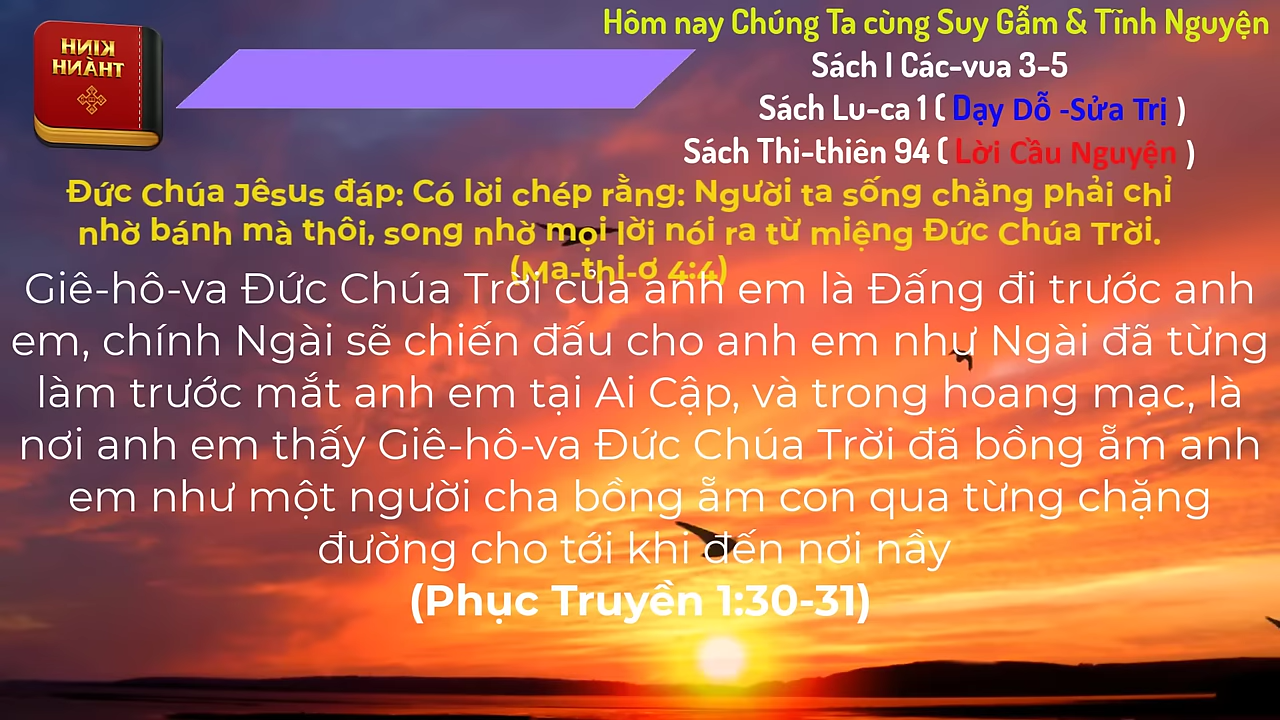 KINH
THÁNH
Hôm nay Chúng Ta cùng Suy Gẫm & Tĩnh Nguyện
Sách I Các-vua 3-5
Sách Lu-ca 1 ( Dạy Dỗ -Sửa Trị )
Sách Thi-thiên 94 ( Lời Cầu Nguyện )
Đức Chúa Jêsus đáp: Có lời chép rằng: Người ta sống chẳng phải chỉ
nhờ bánh mà thôi, song nhờ mọi lời nói ra từ miệng Đức Chúa Trời.
(Ma-thi-ơ 4:4)
Giê-hô-va Đức Chúa Trời của anh em là Đấng đi trước anh
em, chính Ngài sẽ chiến đấu cho anh em như Ngài đã từng
làm trước mắt anh em tại Ai Cập, và trong hoang mạc, là
nơi anh em thấy Giê-hô-va Đức Chúa Trời đã bồng ẵm anh
em như một người cha bồng ẵm con qua từng chặng
đường cho tới khi đến nơi nầy
(Phục Truyền 1:30-31)